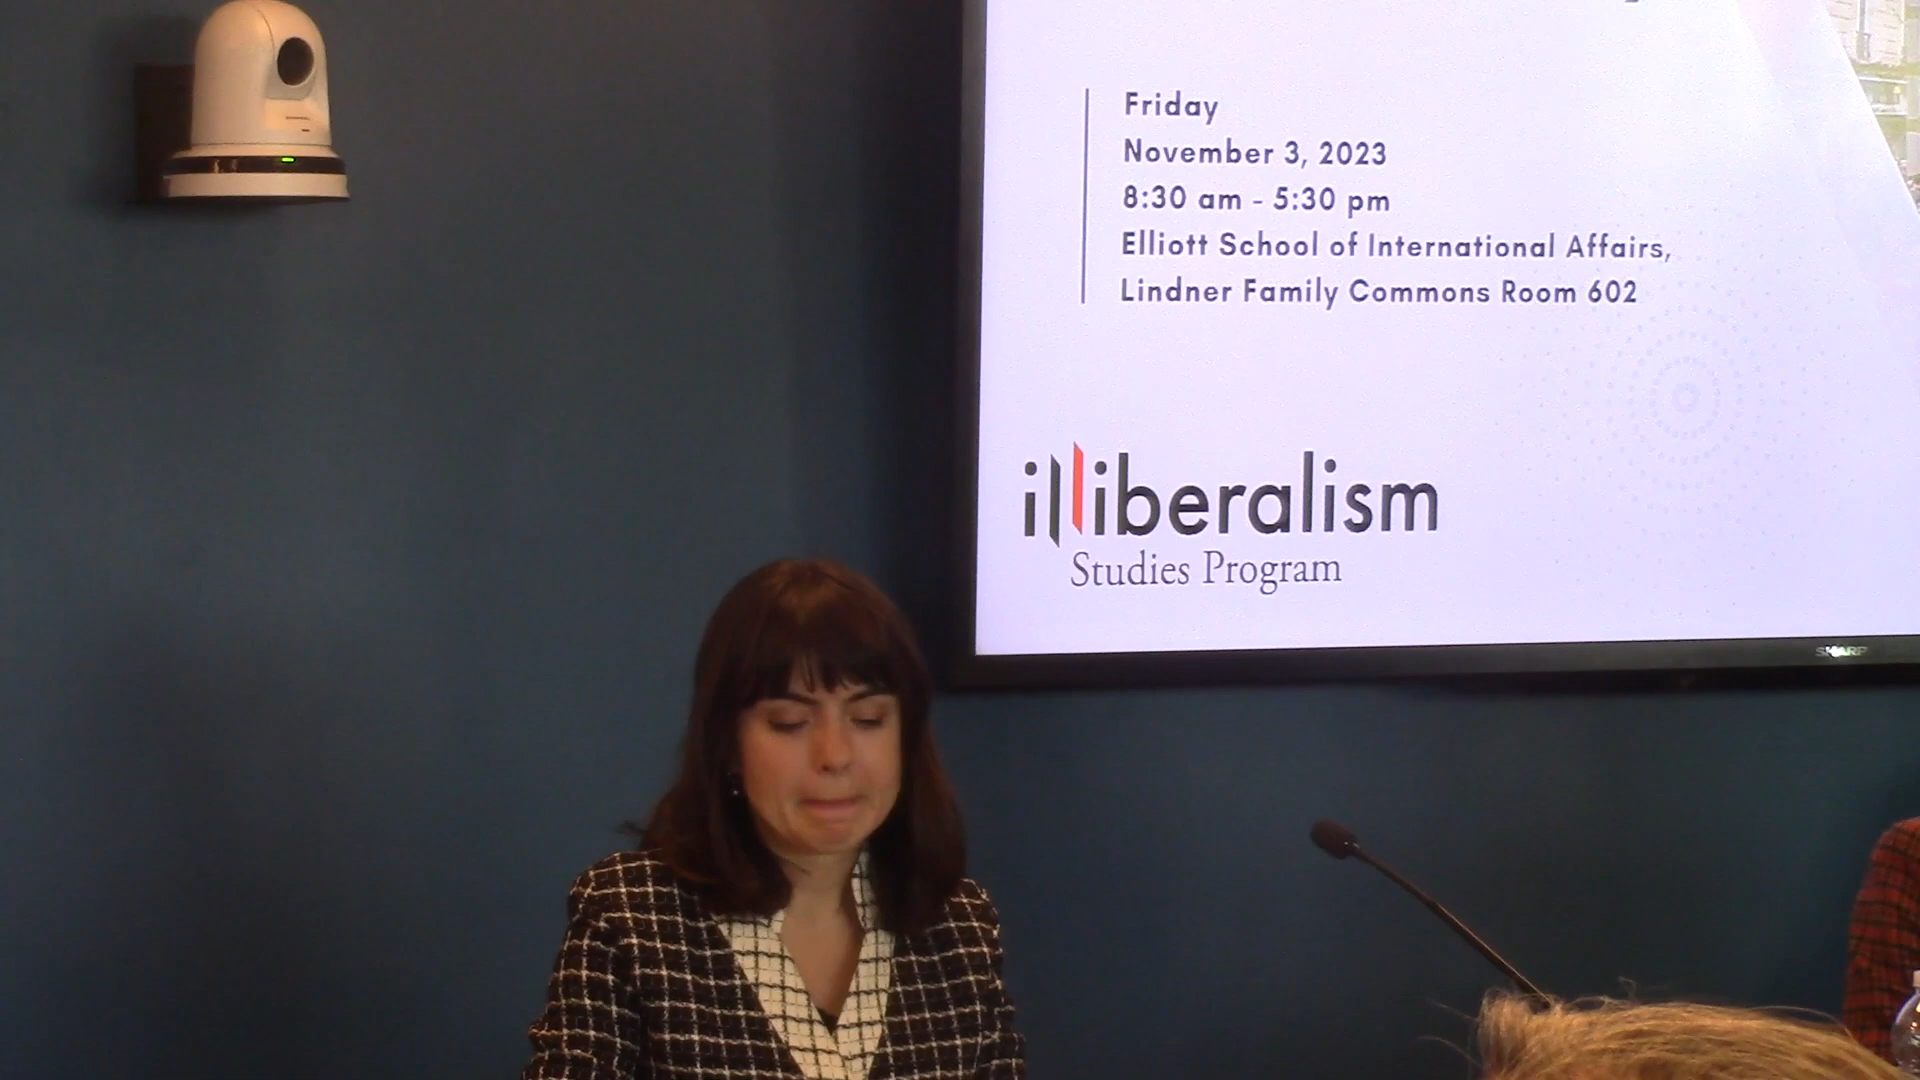 Friday
November 3, 2023
8:30 am - 5:30 pm
Elliott School of International Affairs,
Lindner Family Commons Room 602
illiberalism
Studies Program
SHARP